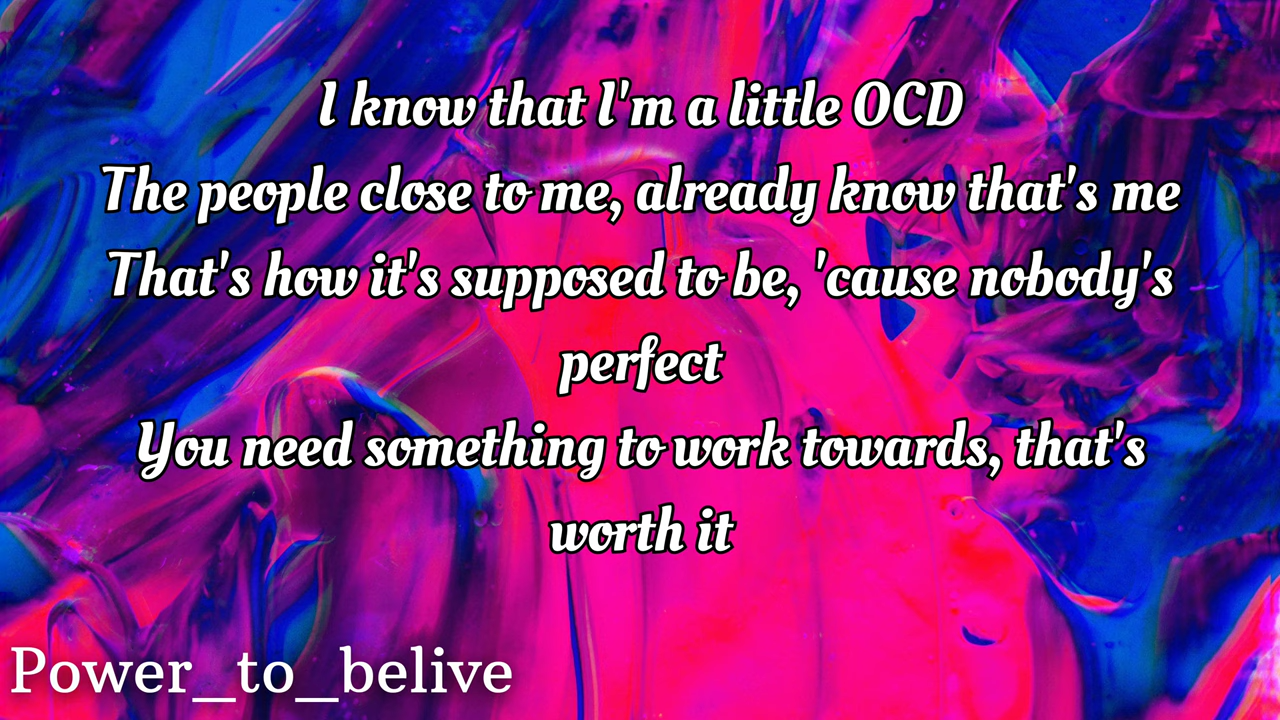 I know that I'm a little OCD
The people close to me, already know that's me
That's how it's supposed to be, 'cause nobody's
perfect
You need something to work towards, that's
worth it
Power_to_belive